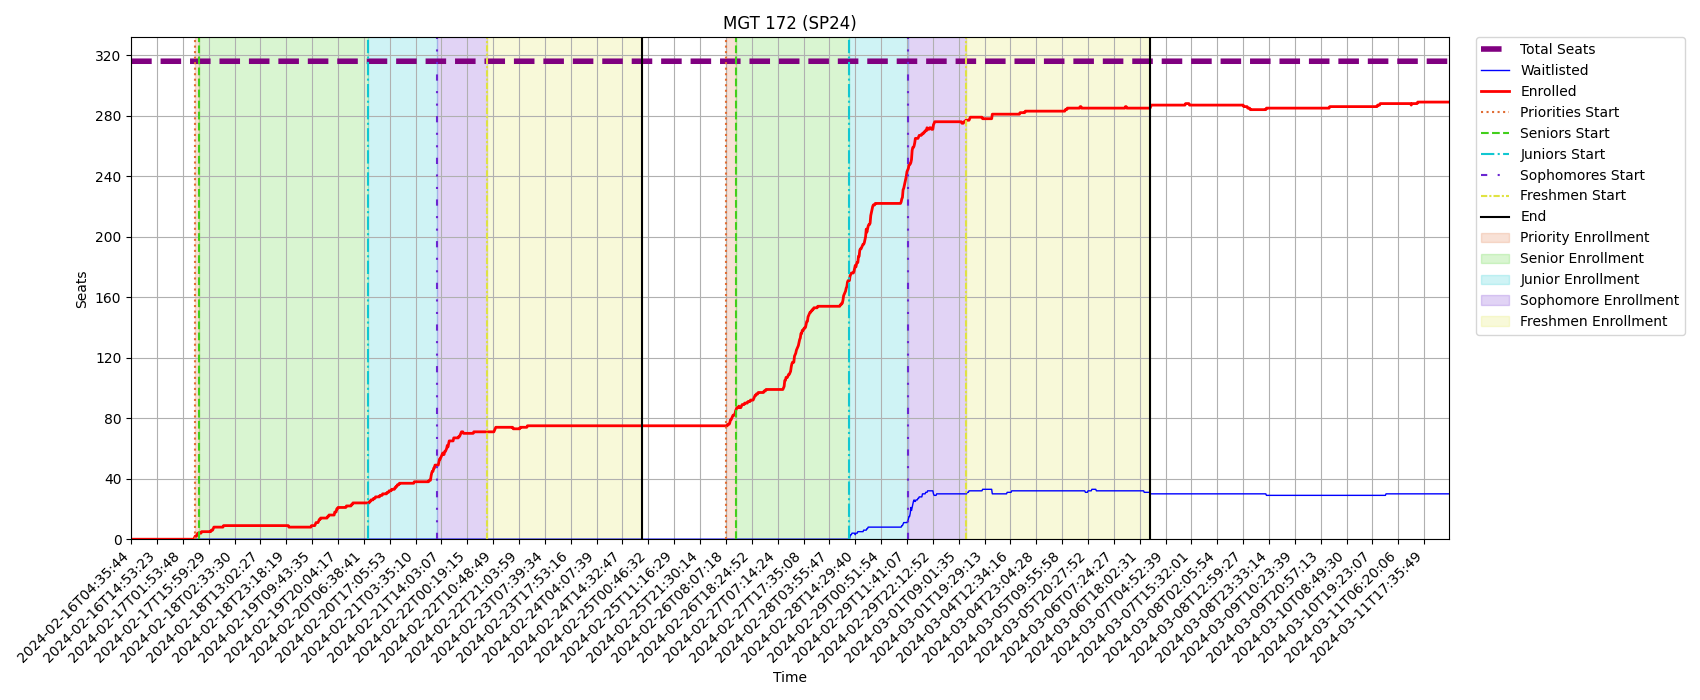 MGT 172 (SP24)
320
280
240
200
160
120
80
40
0
Seats
2024-02-16T04:35:44
2024-02-16T14:53:23
2024-02-17T01:53:48
2024-02-17T15:59:29
2024-02-18T02:33:30
2024-02-18T13:02:27
2024-02-18T23:18:19
2024-02-19T09:43:35
2024-02-19T20:04:17
2024-02-20T06:38:41
2024-02-20T17:05:53
2024-02-21T03:35:10
2024-02-21T14:03:07
2024-02-22T00:19:15
2024-02-22T10:48:49
2024-02-22T21:03:59
2024-02-23T07:39:34
2024-02-23T17:53:16
2024-02-24T04:07:39
2024-02-24T14:32:47
2024-02-25T00:46:32
2024-02-25T11:16:29
2024-02-25T21:30:14
2024-02-26T08:07:18
2024-02-26T18:24:52
2024-02-27T07:14:24
2024-02-27T17:35:08
2024-02-28T03:55:47
2024-02-28T14:29:40
2024-02-29T00:51:54
2024-02-29T11:41:07
2024-02-29T22:12:52
2024-03-01T09:01:35
2024-03-01T19:29:13
2024-03-04T12:34:16
2024-03-04T23:04:28
2024-03-05T09:55:58
2024-03-05T20:27:52
2024-03-06T07:24:27
2024-03-06T18:02:31
2024-03-07T04:52:39
2024-03-07T15:32:01
2024-03-08T02:05:54
2024-03-08T12:59:27
2024-03-08T23:33:14
2024-03-09T10:23:39
2024-03-09T20:57:13
2024-03-10T08:49:30
2024-03-10T19:23:07
2024-03-11T06:20:06
2024-03-11T17:35:49
Time
Total Seats
Waitlisted
Enrolled
Priorities Start
Seniors Start
Juniors Start
Sophomores Start
Freshmen Start
End
Priority Enrollment
Senior Enrollment
Junior Enrollment
Sophomore Enrollment
Freshmen Enrollment